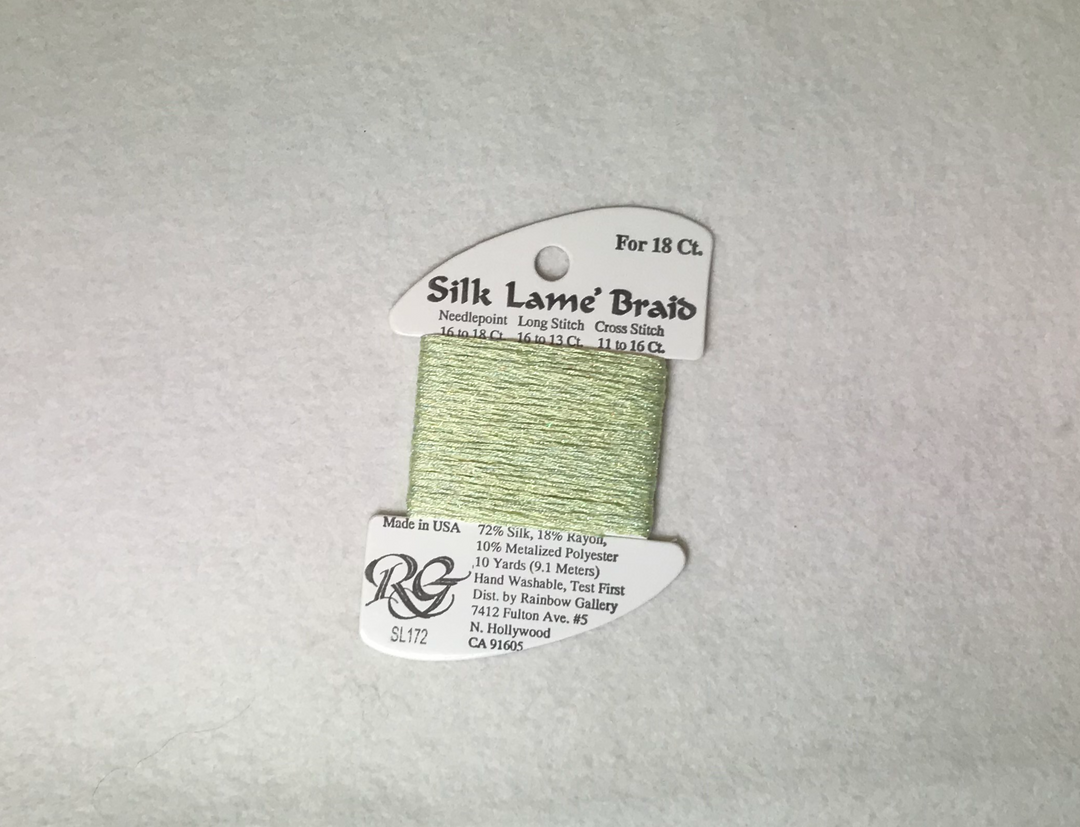 For 18 Ct.
Silk Lame' Braid
Needlepoint Long Stitch Cross Stitch
16 to 18 Ct. 16 to 13 Ct. 11 to 16 Ct.
Made in USA
72% Silk, 18% Rayon,
10% Metalized Polyester
10 Yards (9.1 Meters)
Hand Washable, Test First
Dist. by Rainbow Gallery
7412 Fulton Ave. #5
N. Hollywood
CA 91605
RG
SL172